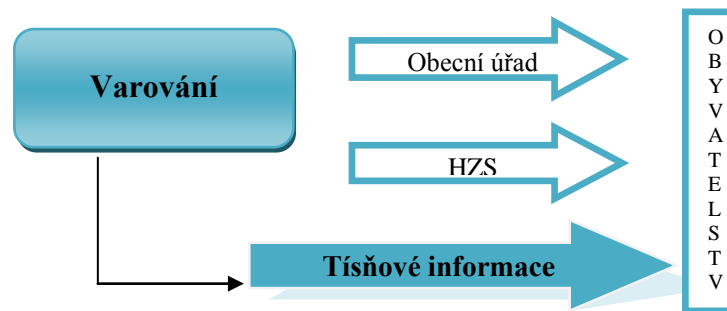 Varování
Obecní úřad
HZS
Tísňové informace
O
B
Y
V
A
T
E
L
S
T
V